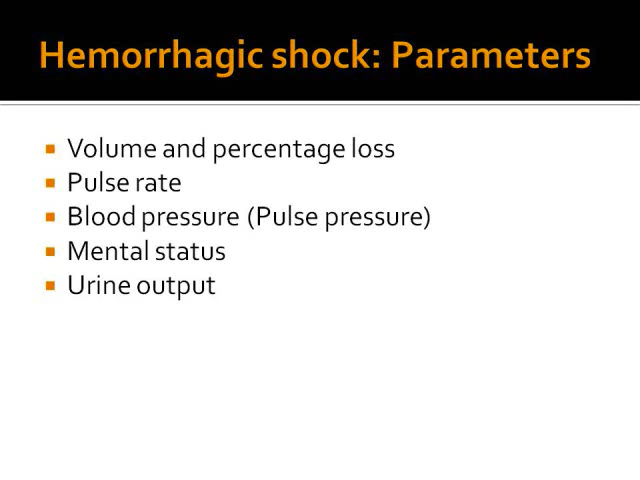 Hemorrhagic shock: Parameters
Volume and percentage loss
Pulse rate
Blood pressure (Pulse pressure)
Mental status
Urine output